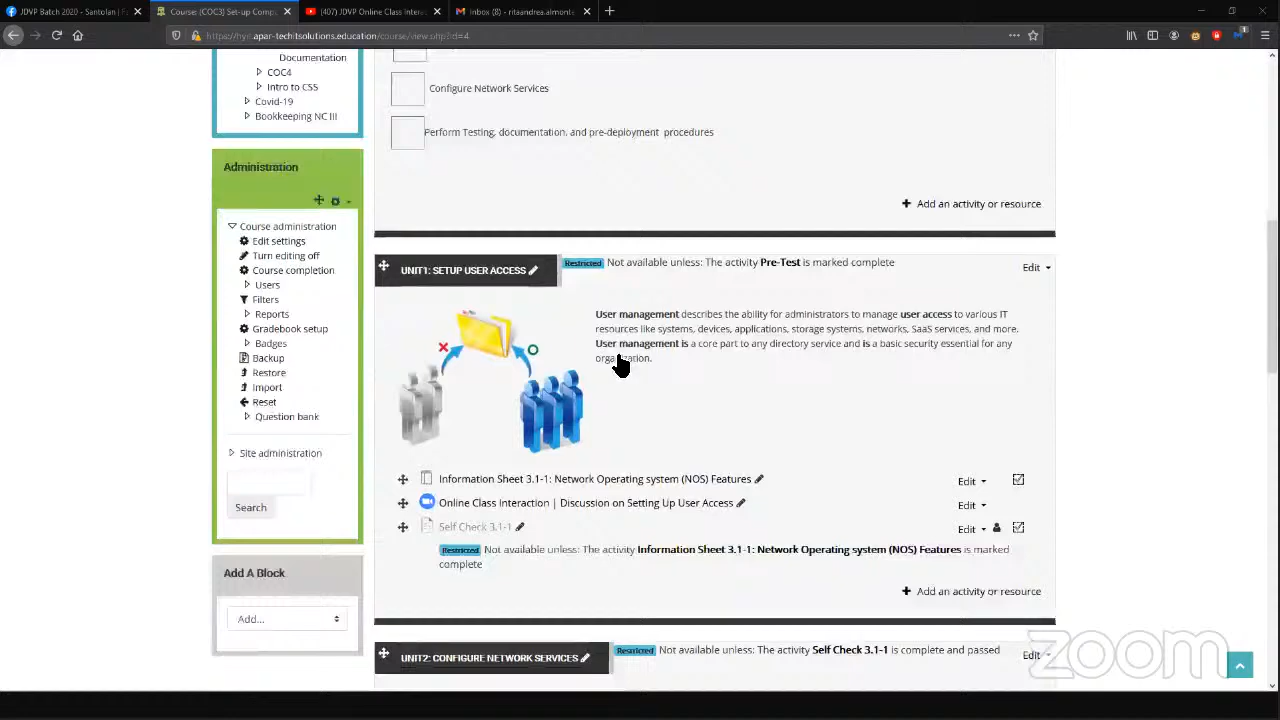 JDVP Batch 2020 - Santolan | F
Course: (COC3) Set-up Comp
(407) JDVP Online Class Interac
Inbox (8) - ritaandrea.almonte
apar-techitsolutions.education/course/view.php?id=4
Documentation
COC4
Intro to CSS
Covid-19
Bookkeeping NC III
Administration
Course administration
Edit settings
Turn editing off
Course completion
Users
Filters
Reports
Gradebook setup
Badges
Backup
Restore
Import
Reset
Question bank
Site administration
Search
Add A Block
Add...
Configure Network Services
Perform Testing, documentation, and pre-deployment procedures
Add an activity or resource
UNIT1: SETUP USER ACCESS
Restricted Not available unless: The activity Pre-Test is marked complete
Edit
User management describes the ability for administrators to manage user access to various IT
resources like systems, devices, applications, storage systems, networks, SaaS services, and more.
User management is a core part to any directory service and is a basic security essential for any
organization.
Information Sheet 3.1-1: Network Operating system (NOS) Features
Edit
Online Class Interaction | Discussion on Setting Up User Access
Edit
Self Check 3.1-1
Edit
Restricted Not available unless: The activity Information Sheet 3.1-1: Network Operating system (NOS) Features is marked
complete
Add an activity or resource
UNIT2: CONFIGURE NETWORK SERVICES
Restricted Not available unless: The activity Self Check 3.1-1 is complete and passed
Edit
zoom